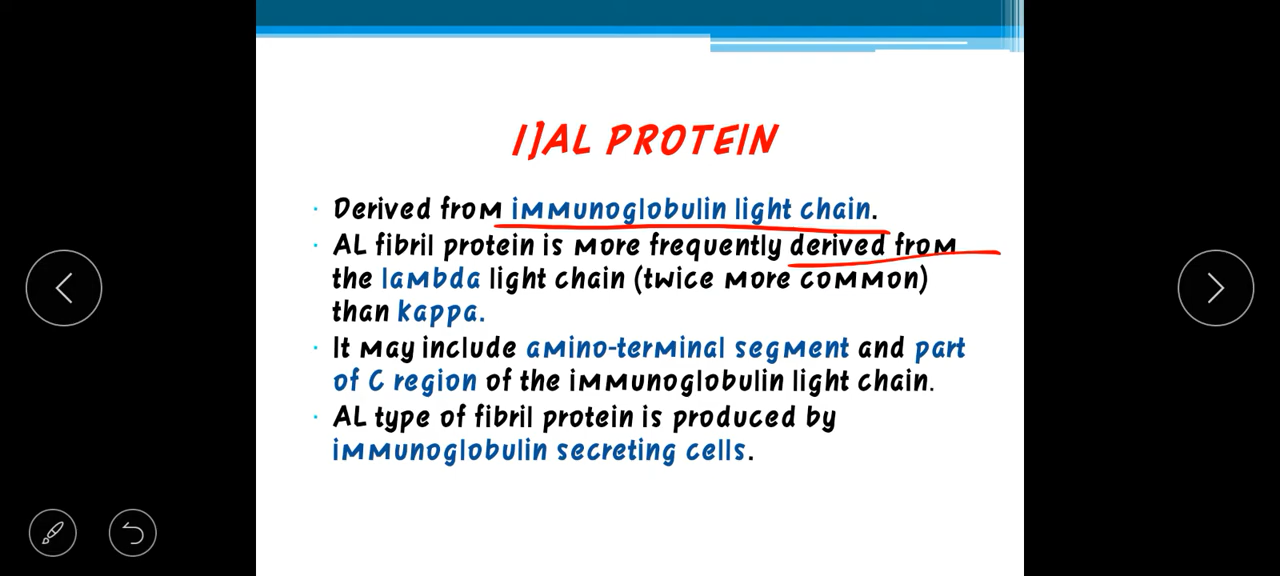 1)AL PROTEIN
· Derived from immunoglobulin light chain.
· AL fibril protein is more frequently derived from
the lambda light chain (twice more common)
than kappa.
· It may include amino-terminal segment and part
of C region of the immunoglobulin light chain.
· AL type of fibril protein is produced by
immunoglobulin secreting cells.